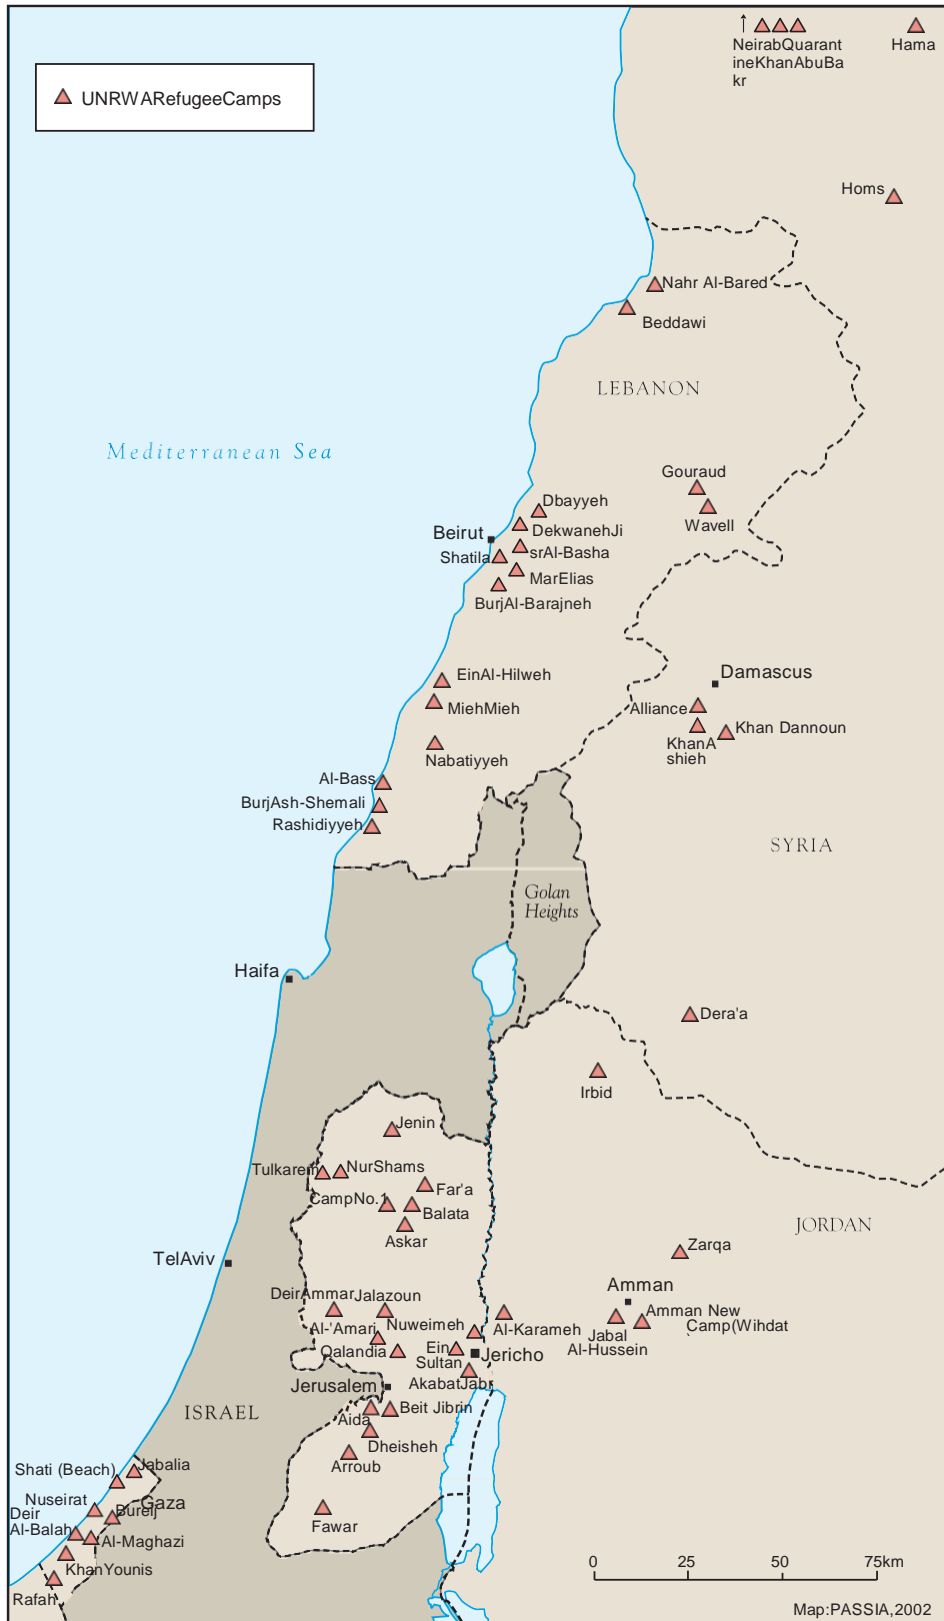 NeirabQuarant
ineKhanAbuBa
kr
Hama
UNRWARefugeeCamps
Homs
Nahr Al-Bared
Beddawi
LEBANON
Mediterranean Sea
Gouraud
Wavell
Dbayyeh
DekwanehJi
srAl-Basha
Beirut
Shatila
MarElias
BurjAl-Barajneh
EinAl-Hilweh
MiehMieh
Damascus
Alliance
Khan Dannoun
KhanA
shieh
Nabatiyyeh
Al-Bass
BurjAsh-Shemali
Rashidiyyeh
SYRIA
Golan
Heights
Haifa
Dera'a
Irbid
Jenin
Tulkarem
NurShams
Far'a
CampNo.1
Balata
Askar
JORDAN
Zarqa
TelAviv
Amman
DeirAmmar
Jalazoun
Al-'Amari
Nuweimeh
Al-Karameh
Amman New
Camp(Wihdat
Jabal
Al-Hussein
Qalandia
Ein
Sultan
Jericho
AkabatJabr
Jerusalem
ISRAEL
Aida
Beit Jibrin
Dheisheh
Arroub
Fawar
Shati (Beach)
Jabalia
Nuseirat
Gaza
Bureij
Deir
Al-Balah
Al-Maghazi
KhanYounis
Rafah
0 25 50 75km
Map:PASSIA,2002